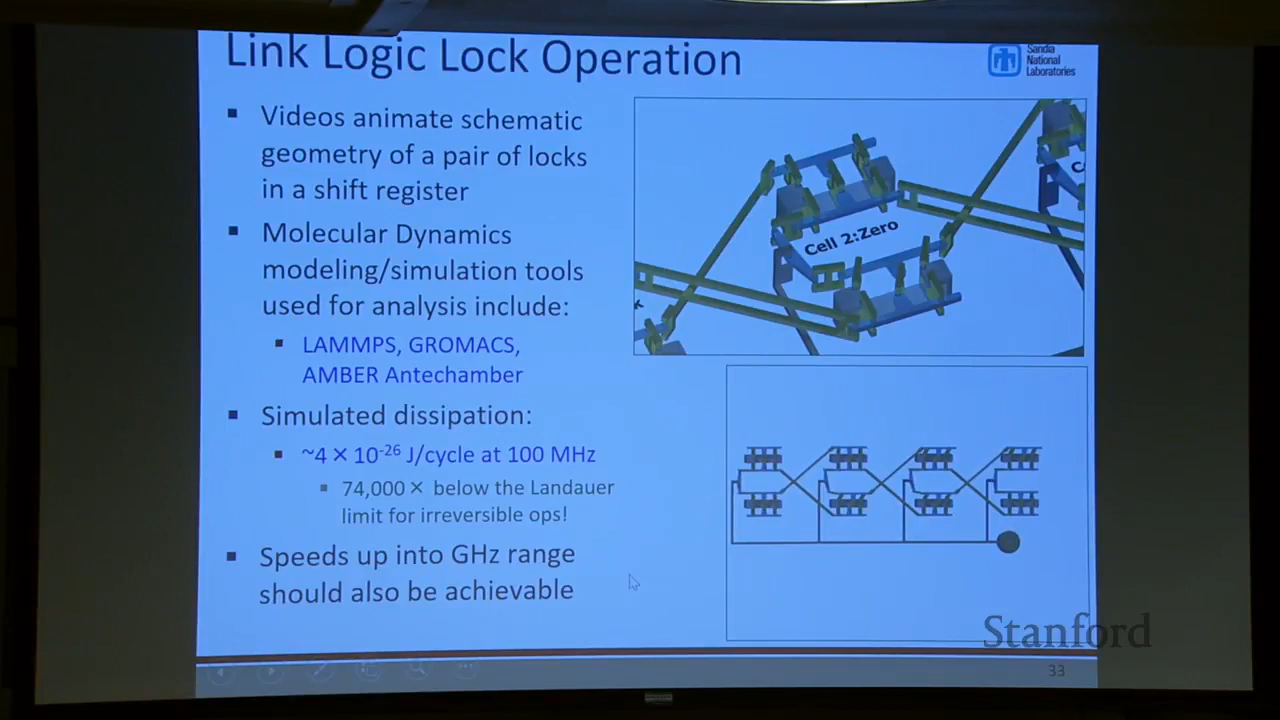 Link Logic Lock Operation
Sandia
National
Laboratories
▪ Videos animate schematic
geometry of a pair of locks
in a shift register
▪ Molecular Dynamics
modeling/simulation tools
used for analysis include:
▪ LAMMPS, GROMACS,
AMBER Antechamber
▪ Simulated dissipation:
▪ ~4 × 10⁻²⁶ J/cycle at 100 MHz
▪ 74,000 × below the Landauer
limit for irreversible ops!
▪ Speeds up into GHz range
should also be achievable
Cell 2:Zero
Stanford
33